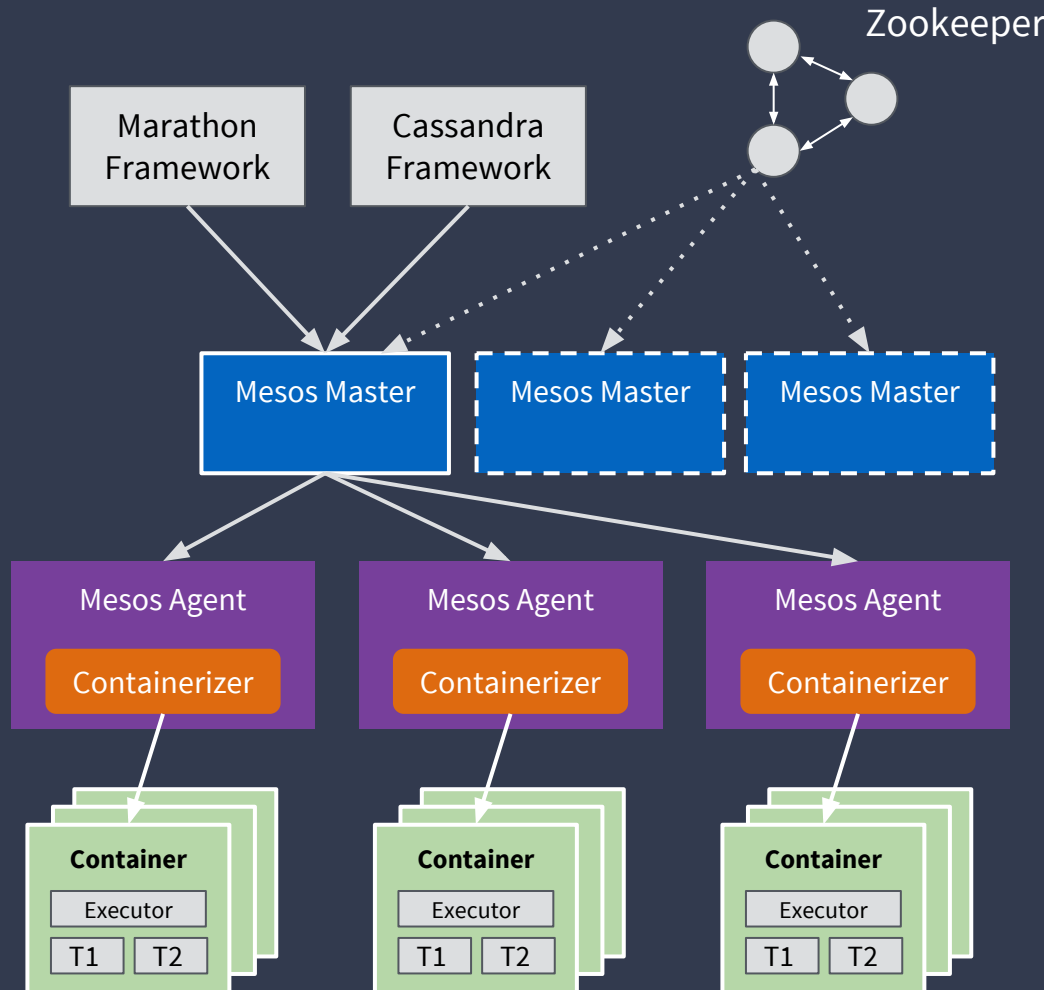 Zookeeper
Marathon
Framework
Cassandra
Framework
Mesos Master
Mesos Master
Mesos Master
Mesos Agent
Containerizer
Mesos Agent
Containerizer
Mesos Agent
Containerizer
Container
Executor
T1
T2
Container
Executor
T1
T2
Container
Executor
T1
T2